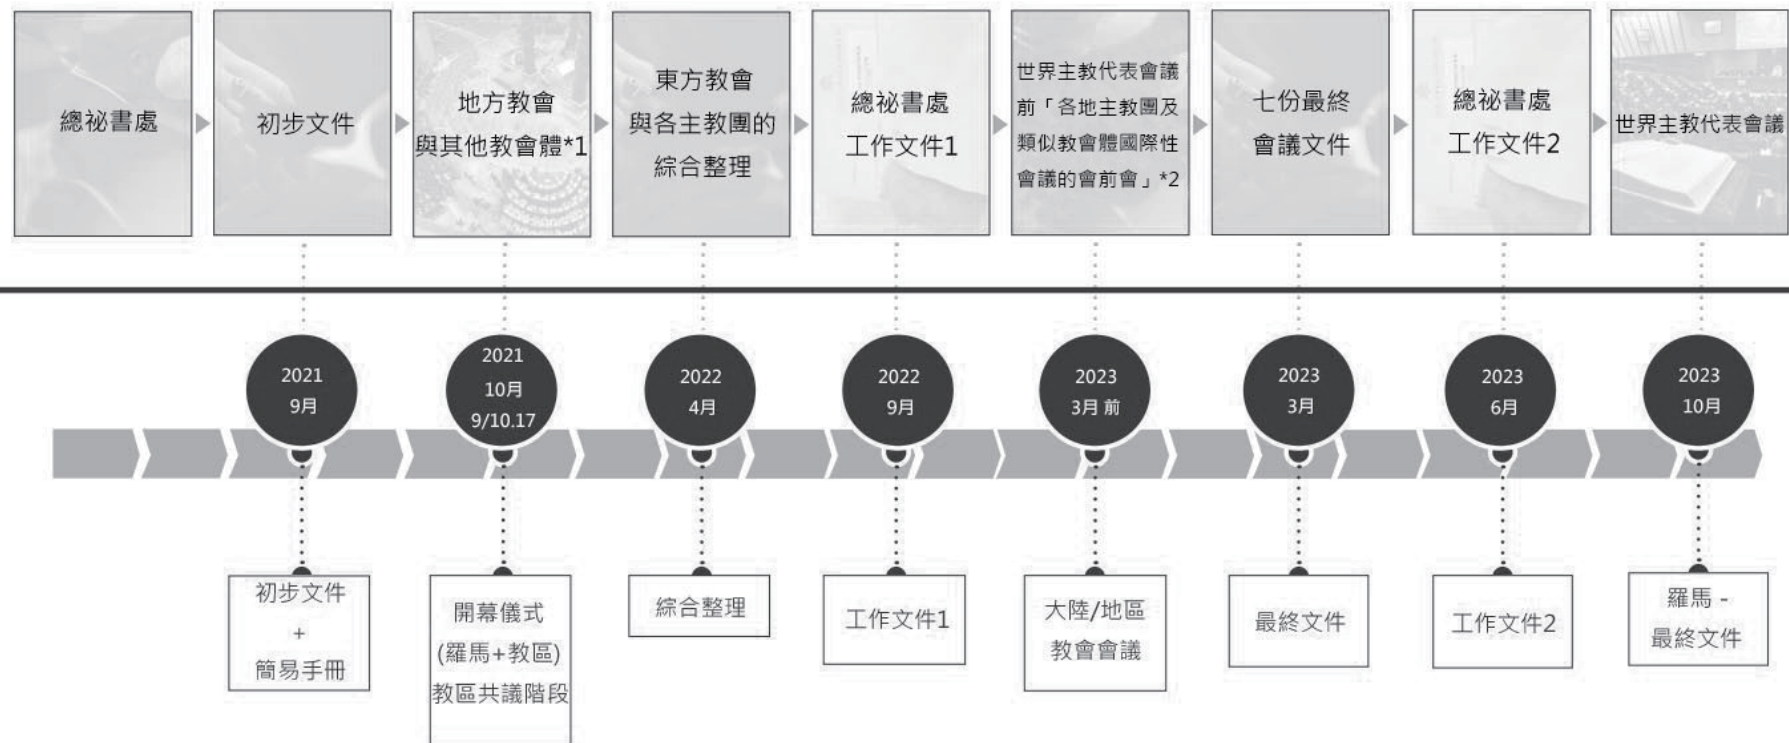 總祕書處
初步文件
地方教會
與其他教會體*1
東方教會
與各主教團的
綜合整理
總祕書處
工作文件1
世界主教代表會議
前「各地主教團及
類似教會體國際性
會議的會前會」*2
七份最終
會議文件
總祕書處
工作文件2
世界主教代表會議
2021
9月
2021
10月
9/10.17
2022
4月
2022
9月
2023
3月 前
2023
3月
2023
6月
2023
10月
初步文件
+
簡易手冊
開幕儀式
(羅馬+教區)
教區共議階段
綜合整理
工作文件1
大陸/地區
教會會議
最終文件
工作文件2
羅馬 -
最終文件